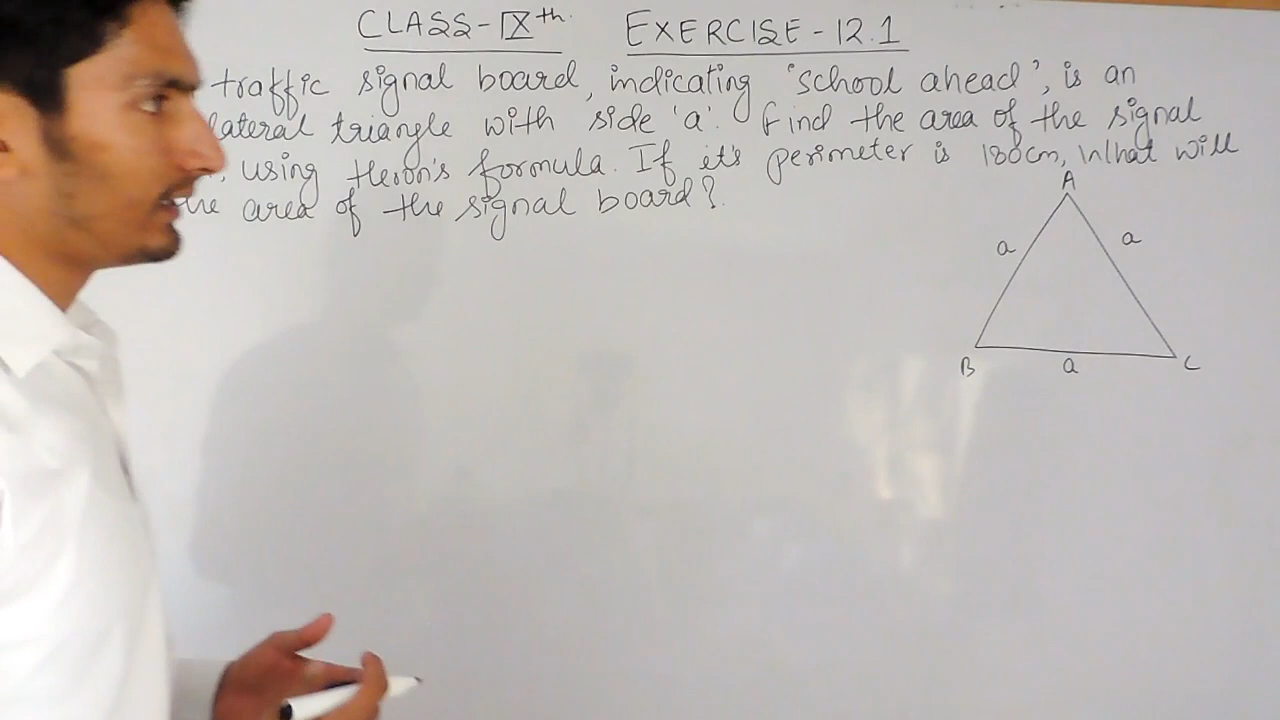 CLASS-IXth. EXERCISE-12.1
traffic signal board, indicating 'school ahead', is an
lateral triangle with side 'a'. Find the area of the signal
, using Heron's formula. If it's perimeter is 180cm, What will
the area of the signal board?
A
a a
B a C